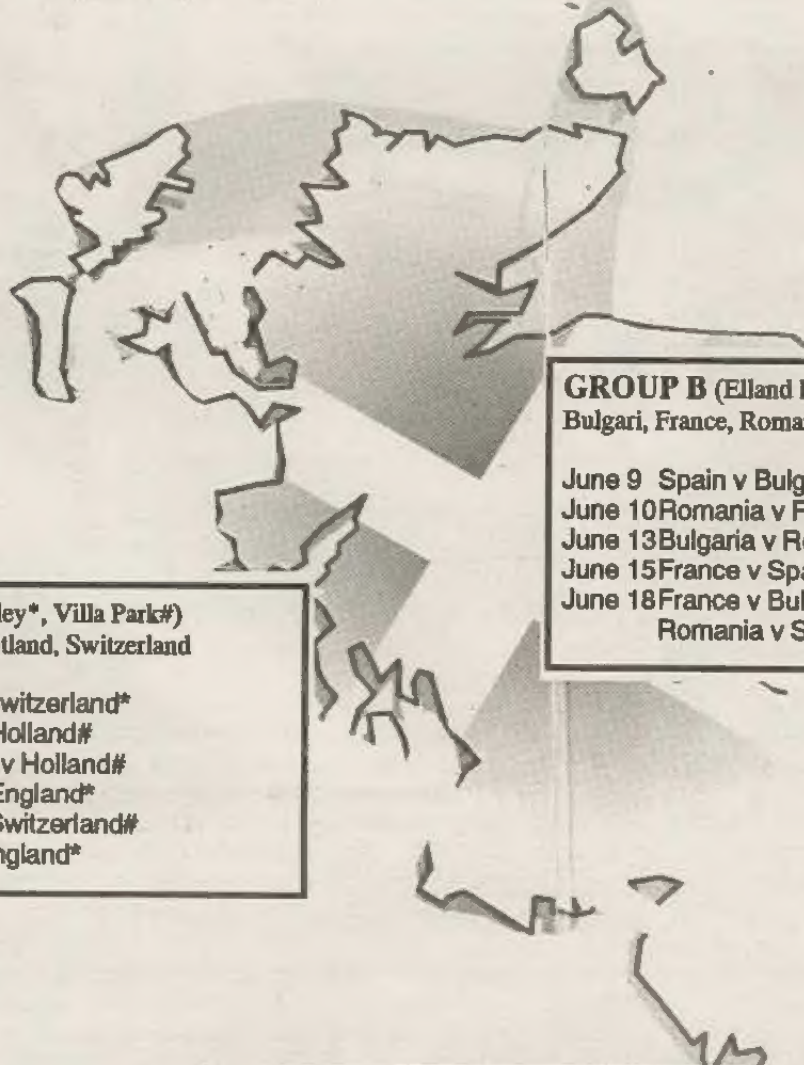 ley*, Villa Park#)
tland, Switzerland
witzerland*
Holland#
v Holland#
England*
Switzerland#
ngland*
GROUP B (Elland
Bulgari, France, Roma
June 9 Spain v Bulg
June 10 Romania v F
June 13 Bulgaria v R
June 15 France v Spa
June 18 France v Bul
Romania v S